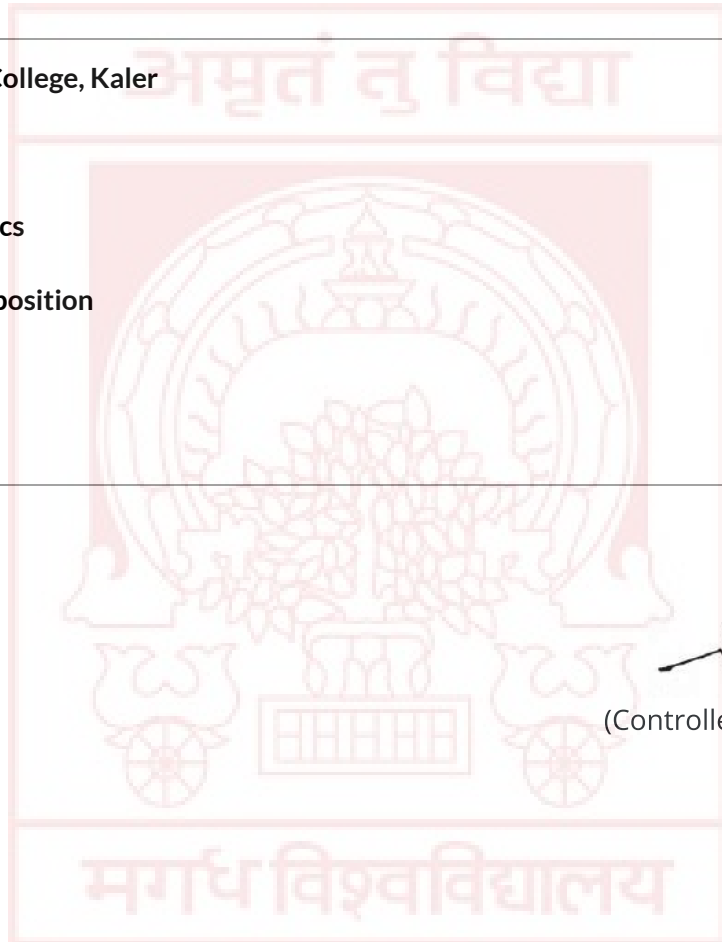 अमृतं तु विद्या
College, Kaler
cs
position
(Controlle
मगध विश्वविद्यालय